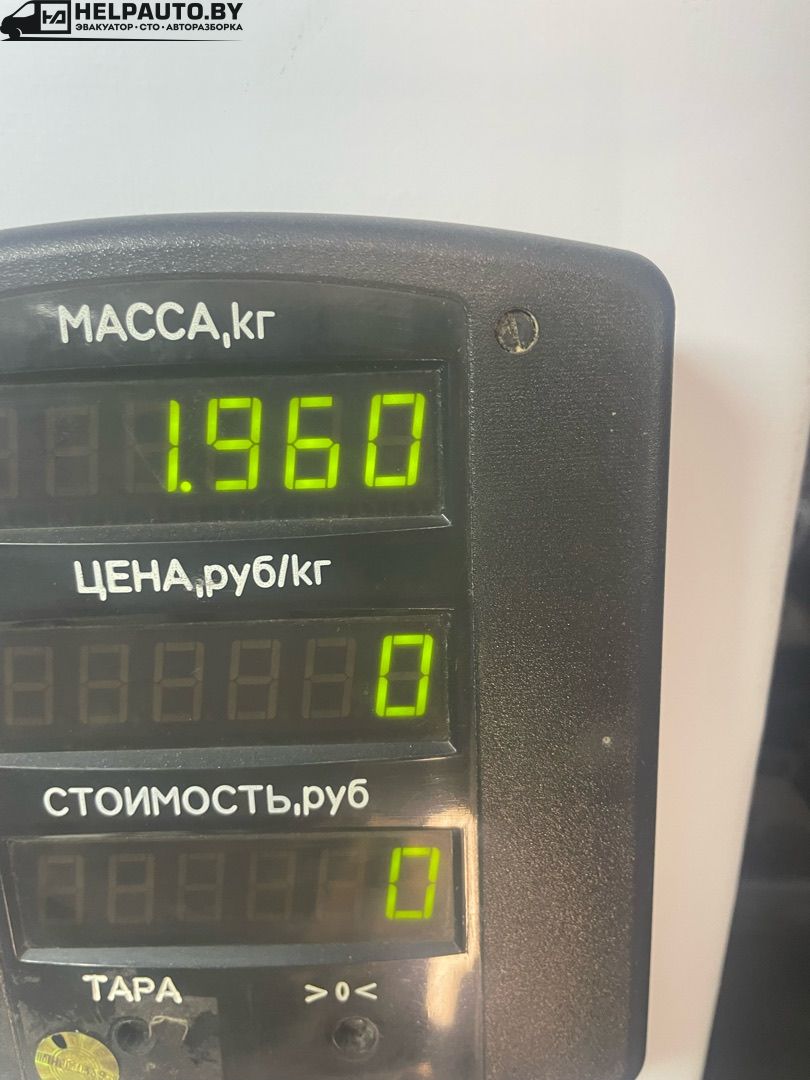 HELPAUTO.BY
ЭВАКУАТОР • СТО • АВТОРАЗБОРКА
МАССА,кг
1.960
ЦЕНА,руб/кг
0
СТОИМОСТЬ,руб
0
ТАРА >0<